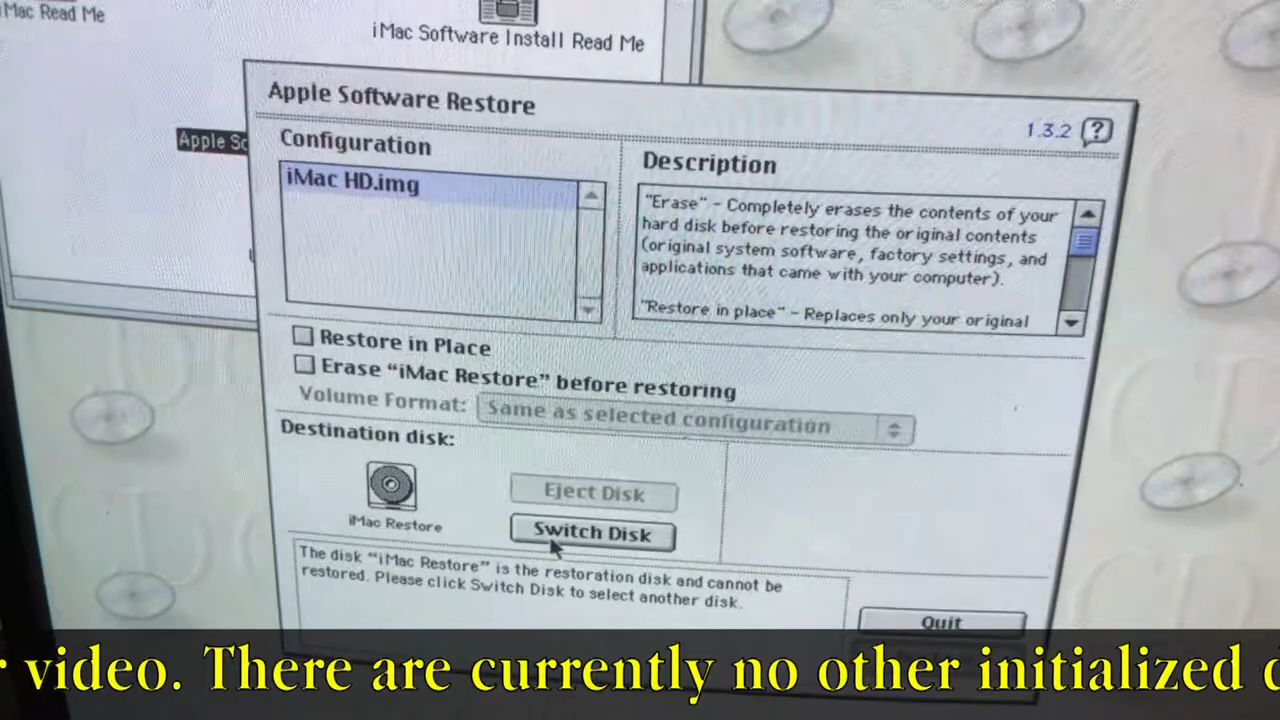 iMac Read Me
iMac Software Install Read Me
Apple So
Apple Software Restore
1.3.2 ?
Configuration
iMac HD.img
Description
"Erase" - Completely erases the contents of your
hard disk before restoring the original contents
(original system software, factory settings, and
applications that came with your computer).
"Restore in place" - Replaces only your original
Restore in Place
Erase “iMac Restore” before restoring
Volume Format: Same as selected configuration
Destination disk:
iMac Restore
Eject Disk
Switch Disk
The disk “iMac Restore” is the restoration disk and cannot be
restored. Please click Switch Disk to select another disk.
Quit
video. There are currently no other initialized